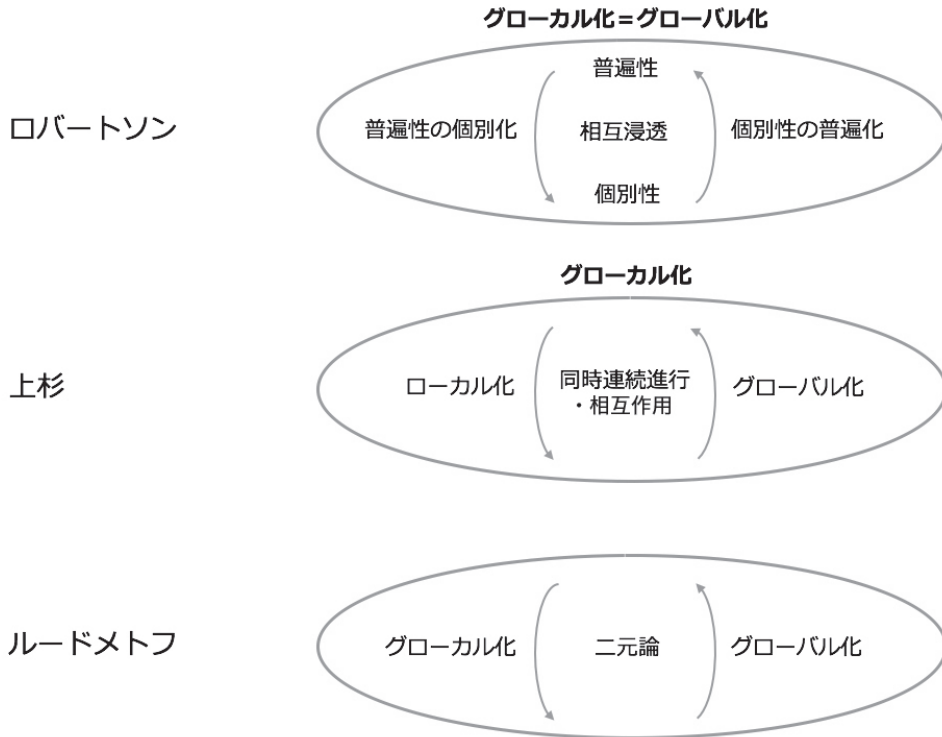 グローカル化＝グローバル化
ロバートソン
普遍性
普遍性の個別化
相互浸透
個別性の普遍化
個別性
グローカル化
上杉
ローカル化
同時連続進行
・相互作用
グローバル化
ルードメトフ
グローカル化
二元論
グローバル化